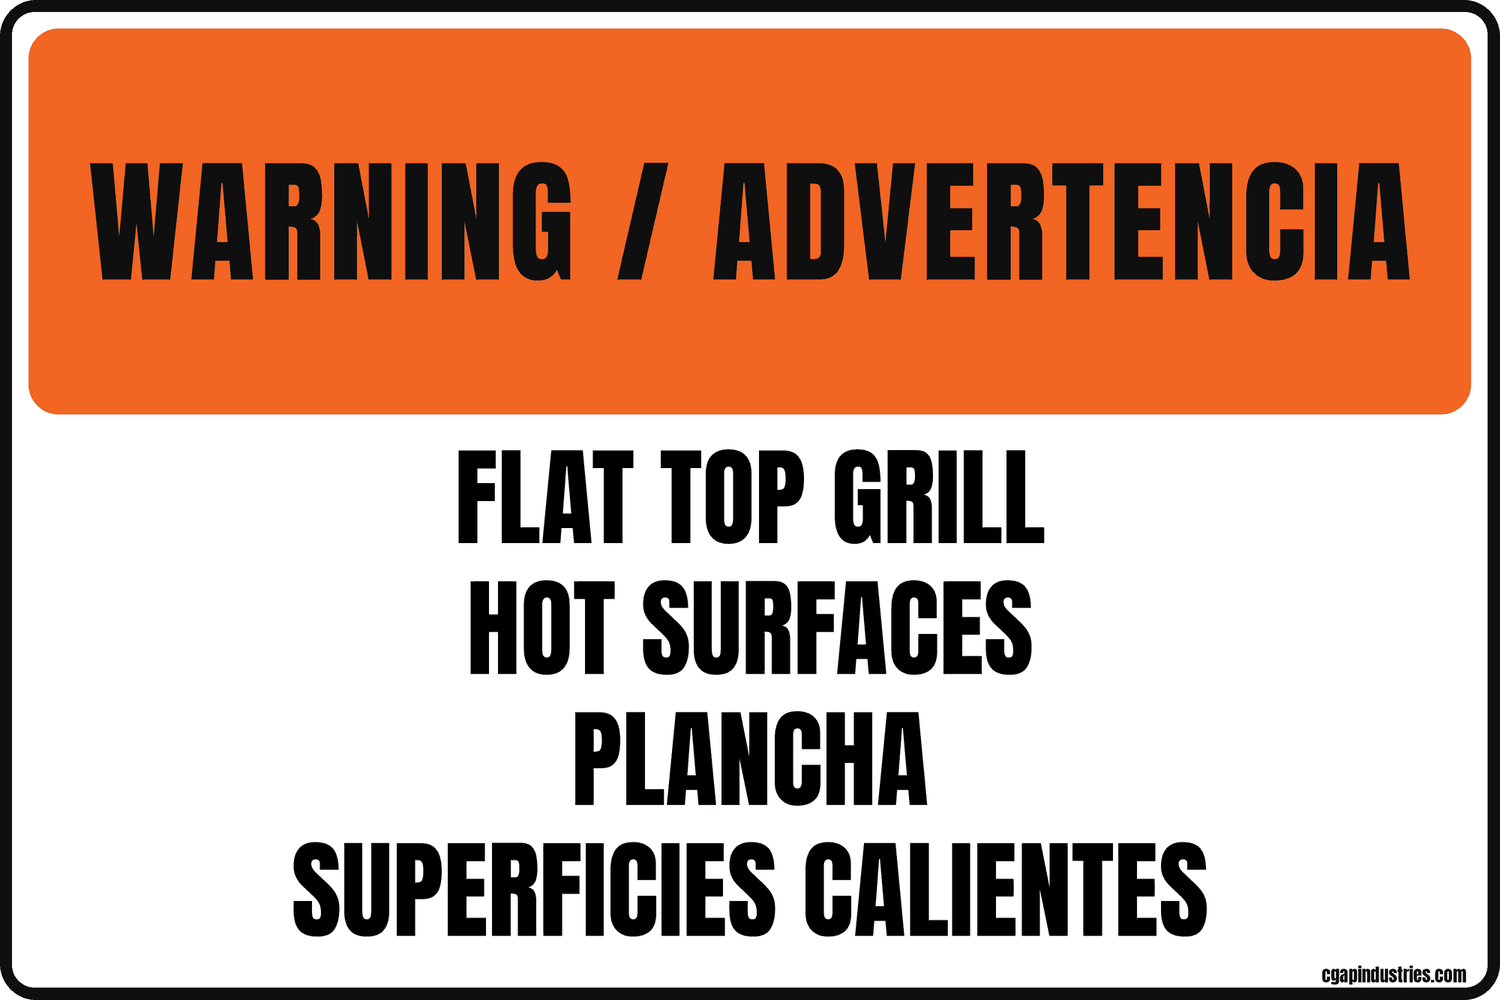 WARNING / ADVERTENCIA
FLAT TOP GRILL
HOT SURFACES
PLANCHA
SUPERFICIES CALIENTES
cgapindustries.com